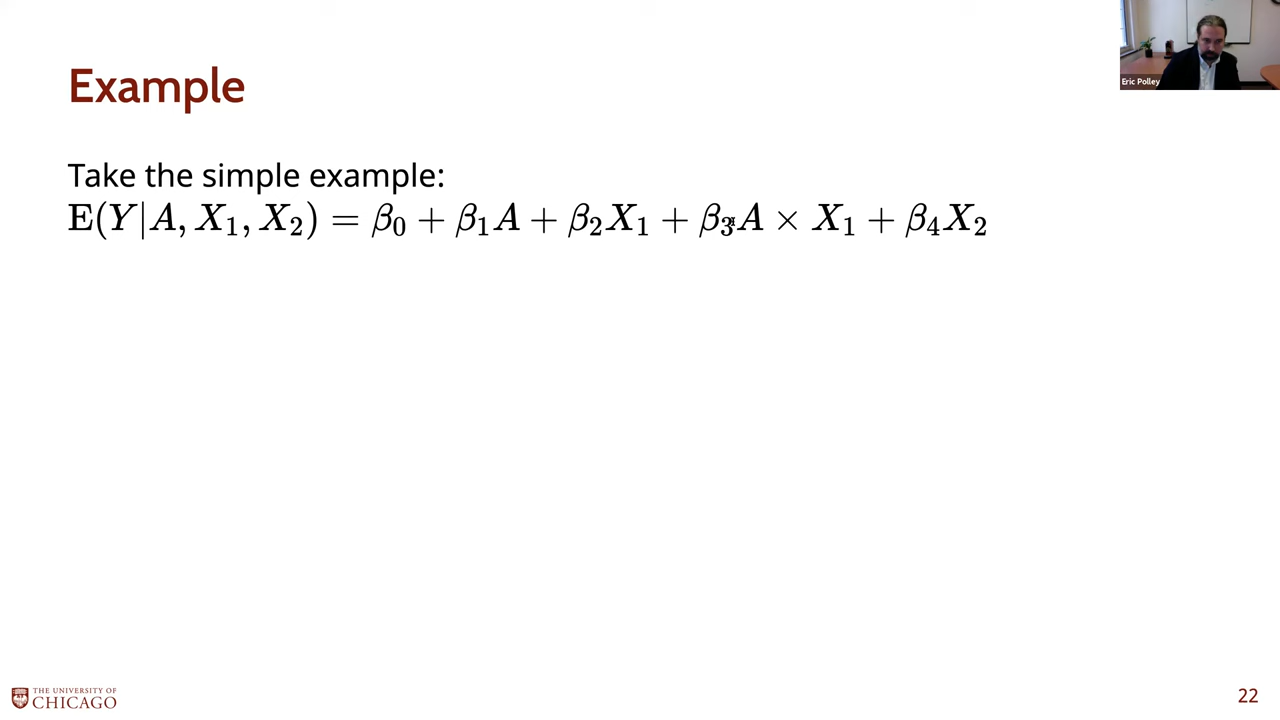 Eric Polley
Example
Take the simple example:
E(Y|A, X₁, X₂) = β₀ + β₁A + β₂X₁ + β₃A × X₁ + β₄X₂
THE UNIVERSITY OF
CHICAGO
22